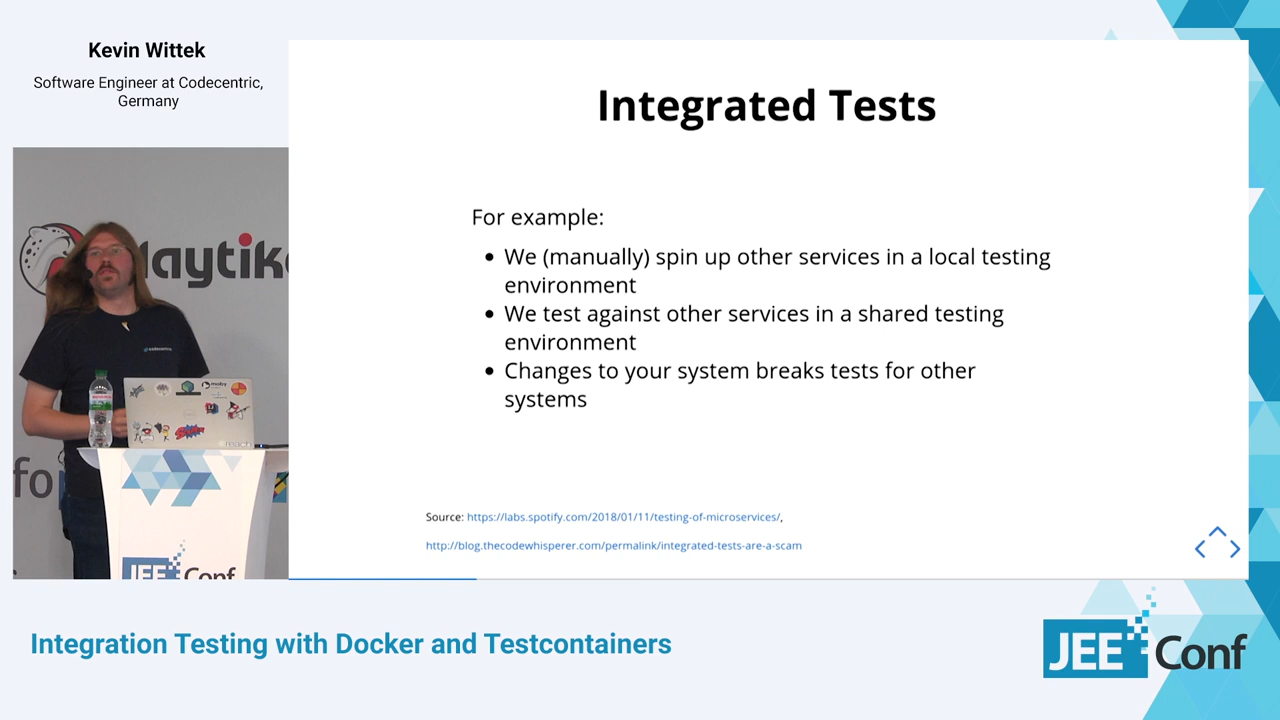 Kevin Wittek
Software Engineer at Codecentric,
Germany
Integrated Tests
For example:
We (manually) spin up other services in a local testing
environment
We test against other services in a shared testing
environment
Changes to your system breaks tests for other
systems
Source: https://labs.spotify.com/2018/01/11/testing-of-microservices/,
http://blog.thecodewhisperer.com/permalink/integrated-tests-are-a-scam
moby
JEE Conf
Integration Testing with Docker and Testcontainers
JEE Conf